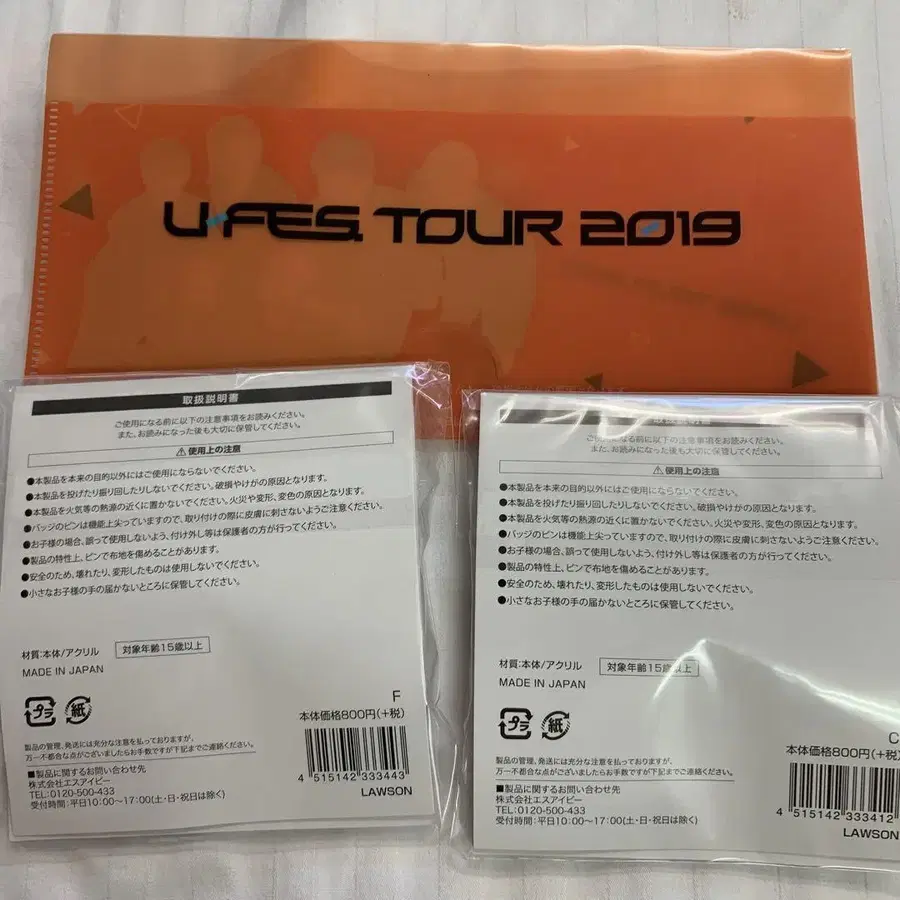 U-FES. TOUR 2019
取扱説明書
ご使用になる前に以下の注意事項をお読みください。
また、お読みになった後も大切に保管してください。
⚠使用上の注意
●本製品を本来の目的以外にはご使用にならないでください。
●本製品を投げたり振り回したりしないでください。破損やけがの原因となります。
●本製品を火気等の熱源の近くに置かないでください。火災や変形、変色の原因となります。
●バッジのピンは機能上尖っていますので、取り付けの際に皮膚に刺さないようご注意ください。
●お子様の場合、誤って使用しないよう、付け外し等は保護者の方が行ってください。
●製品の特性上、ピンで布地を傷めることがあります。
●安全のため、壊れたり、変形したものは使用しないでください。
●小さなお子様の手の届かないところに保管してください。
材質:本体/アクリル
対象年齢15歳以上
MADE IN JAPAN
プラ
紙
F
本体価格800円(+税)
製品の管理、発送には充分な注意を払っておりますが、
万一不都合な点がございましたらお手数ですが下記までご連絡ください。
■製品に関するお問い合わせ先
株式会社エスアイピー
TEL:0120-500-433
受付時間:平日10:00〜17:00(土・日・祝日は除く)
4 515142 333443
LAWSON
取扱説明書
ご使用になる前に以下の注意事項をお読みください。
また、お読みになった後も大切に保管してください。
⚠使用上の注意
●本製品を本来の目的以外にはご使用にならないでください。
●本製品を投げたり振り回したりしないでください。破損やけがの原因となります。
●本製品を火気等の熱源の近くに置かないでください。火災や変形、変色の原因となります。
●バッジのピンは機能上尖っていますので、取り付けの際に皮膚に刺さないようご注意ください。
●お子様の場合、誤って使用しないよう、付け外し等は保護者の方が行ってください。
●製品の特性上、ピンで布地を傷めることがあります。
●安全のため、壊れたり、変形したものは使用しないでください。
●小さなお子様の手の届かないところに保管してください。
材質:本体/アクリル
対象年齢15歳以上
MADE IN JAPAN
プラ
紙
C
本体価格800円(+税)
製品の管理、発送には充分な注意を払っておりますが、
万一不都合な点がございましたらお手数ですが下記までご連絡ください。
■製品に関するお問い合わせ先
株式会社エスアイピー
TEL:0120-500-433
受付時間:平日10:00〜17:00(土・日・祝日は除く)
4 515142 333412
LAWSON